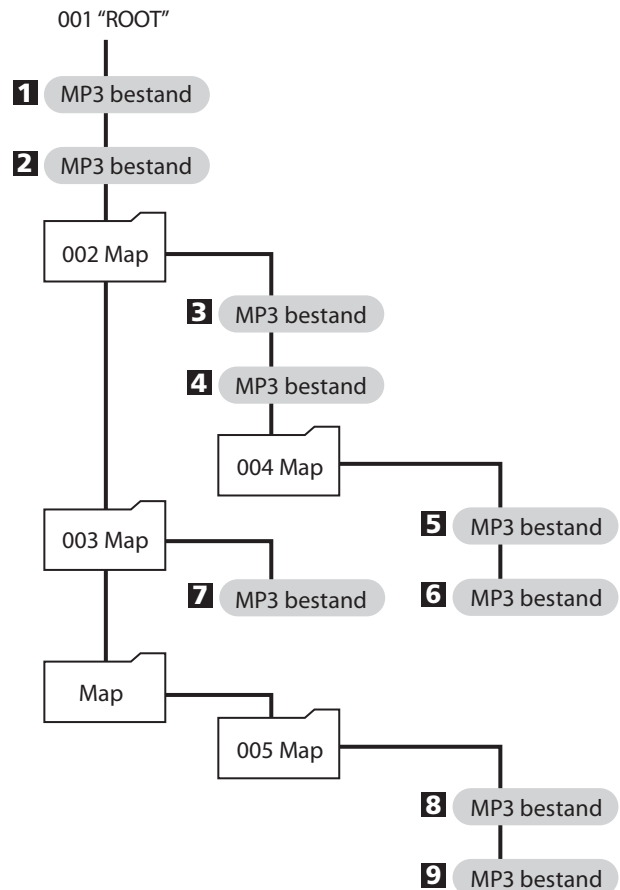 001 “ROOT”
1 MP3 bestand
2 MP3 bestand
002 Map
3 MP3 bestand
4 MP3 bestand
004 Map
5 MP3 bestand
6 MP3 bestand
003 Map
7 MP3 bestand
Map
005 Map
8 MP3 bestand
9 MP3 bestand